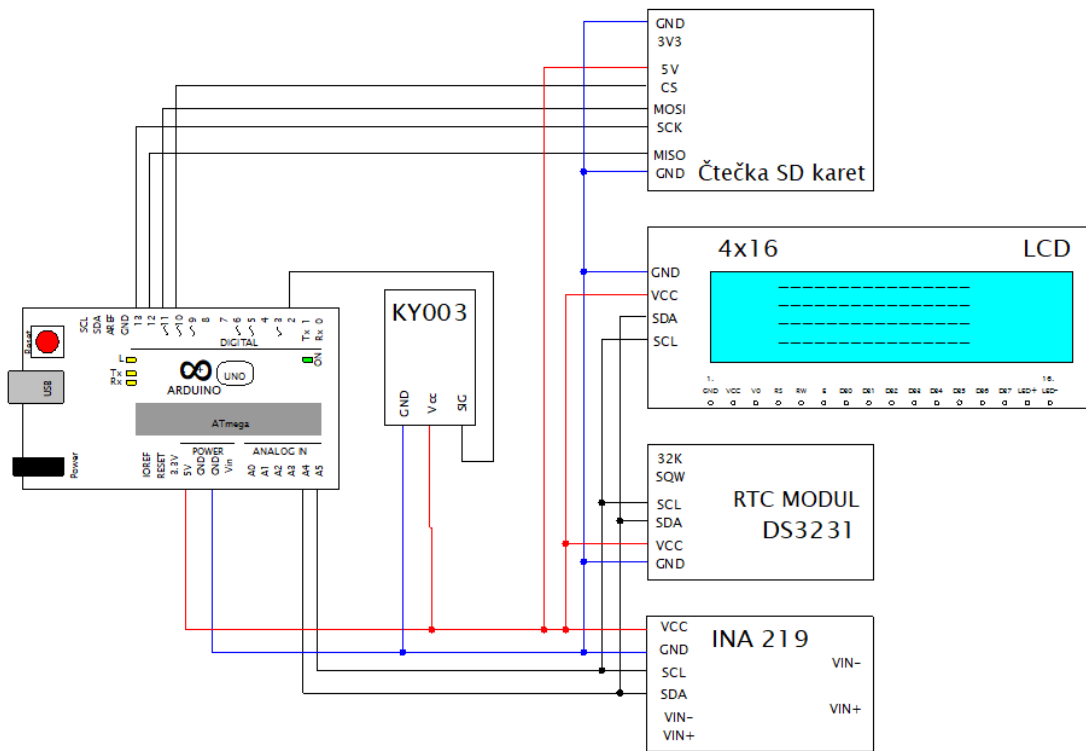 GND
3V3
5V
CS
MOSI
SCK
MISO
GND
Čtečka SD karet
4x16 LCD
GND
VCC
SDA
SCL
1. 16.
GND VCC V0 RS RW E DB0 DB1 DB2 DB3 DB4 DB5 DB6 DB7 LED+ LED-
KY003
GND Vcc SIG
SCL SDA AREF GND 13 12 11 10 9 8 7 6 5 4 3 2 Tx 1 Rx 0
DIGITAL
Reset
L
Tx
Rx
ON
USB
UNO
ARDUINO
ATmega
Power
POWER ANALOG IN
IOREF RESET 3.3V 5V GND GND Vin A0 A1 A2 A3 A4 A5
32K
SQW
SCL
SDA
VCC
GND
RTC MODUL
DS3231
VCC
GND
SCL
SDA
VIN-
VIN+
INA 219
VIN-
VIN+